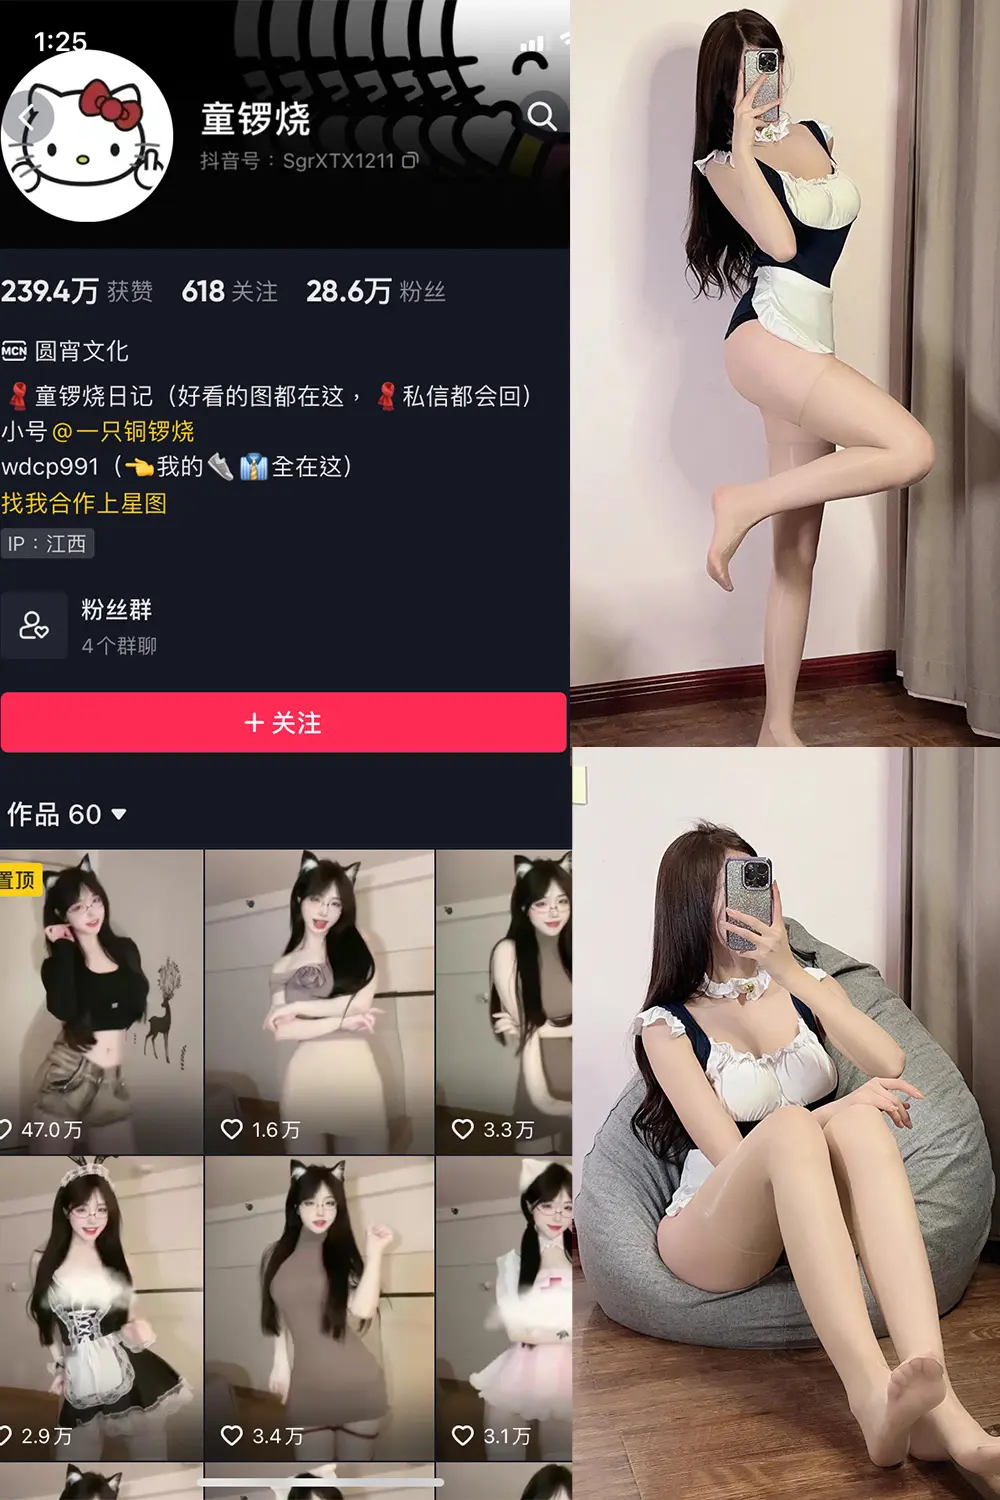 1:25
童锣烧
抖音号：SgrXTX1211
239.4万 获赞 618 关注 28.6万 粉丝
MCN 圆宵文化
童锣烧日记（好看的图都在这，私信都会回）
小号@一只铜锣烧
wdcp991（👈我的👟👔全在这）
找我合作上星图
IP：江西
粉丝群
4个群聊
+ 关注
作品 60
置顶
47.0万
1.6万
3.3万
2.9万
3.4万
3.1万